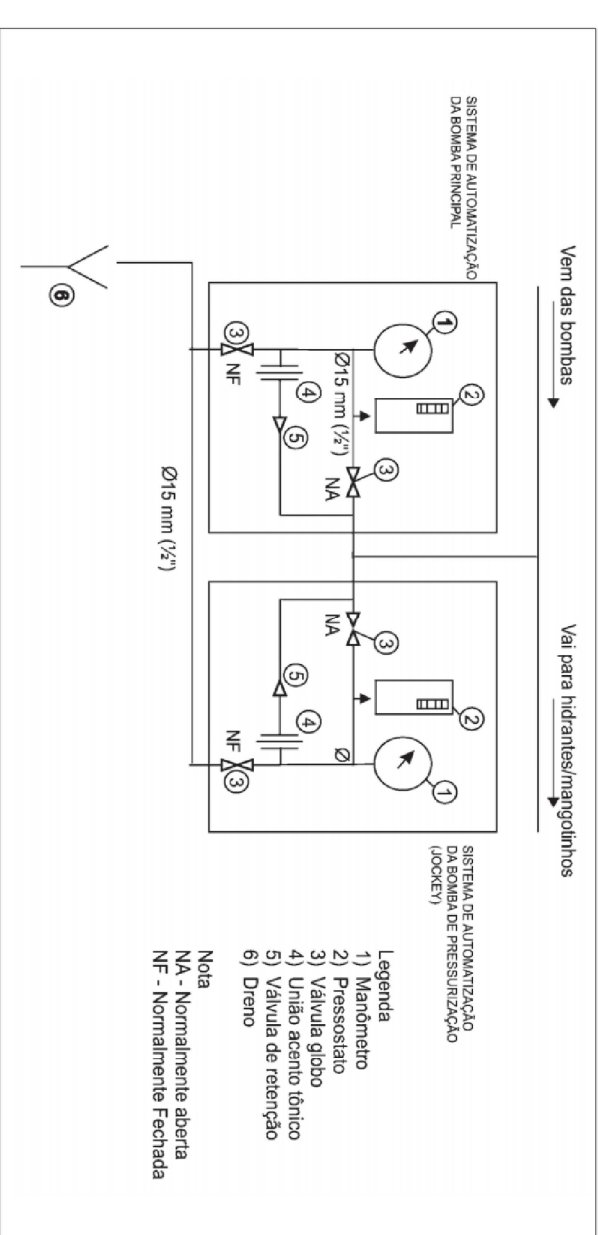 Vem das bombas
Vai para hidrantes/mangotinhos
SISTEMA DE AUTOMATIZAÇÃO
DA BOMBA PRINCIPAL
SISTEMA DE AUTOMATIZAÇÃO
DA BOMBA DE PRESSURIZAÇÃO
(JOCKEY)
1
2
3
Ø15 mm (½")
NA
3
NF
4
5
NA
3
2
1
5
4
Ø
NF
3
Ø15 mm (½")
6
Legenda
1) Manômetro
2) Pressostato
3) Válvula globo
4) União acento tônico
5) Válvula de retenção
6) Dreno
Nota
NA - Normalmente aberta
NF - Normalmente Fechada